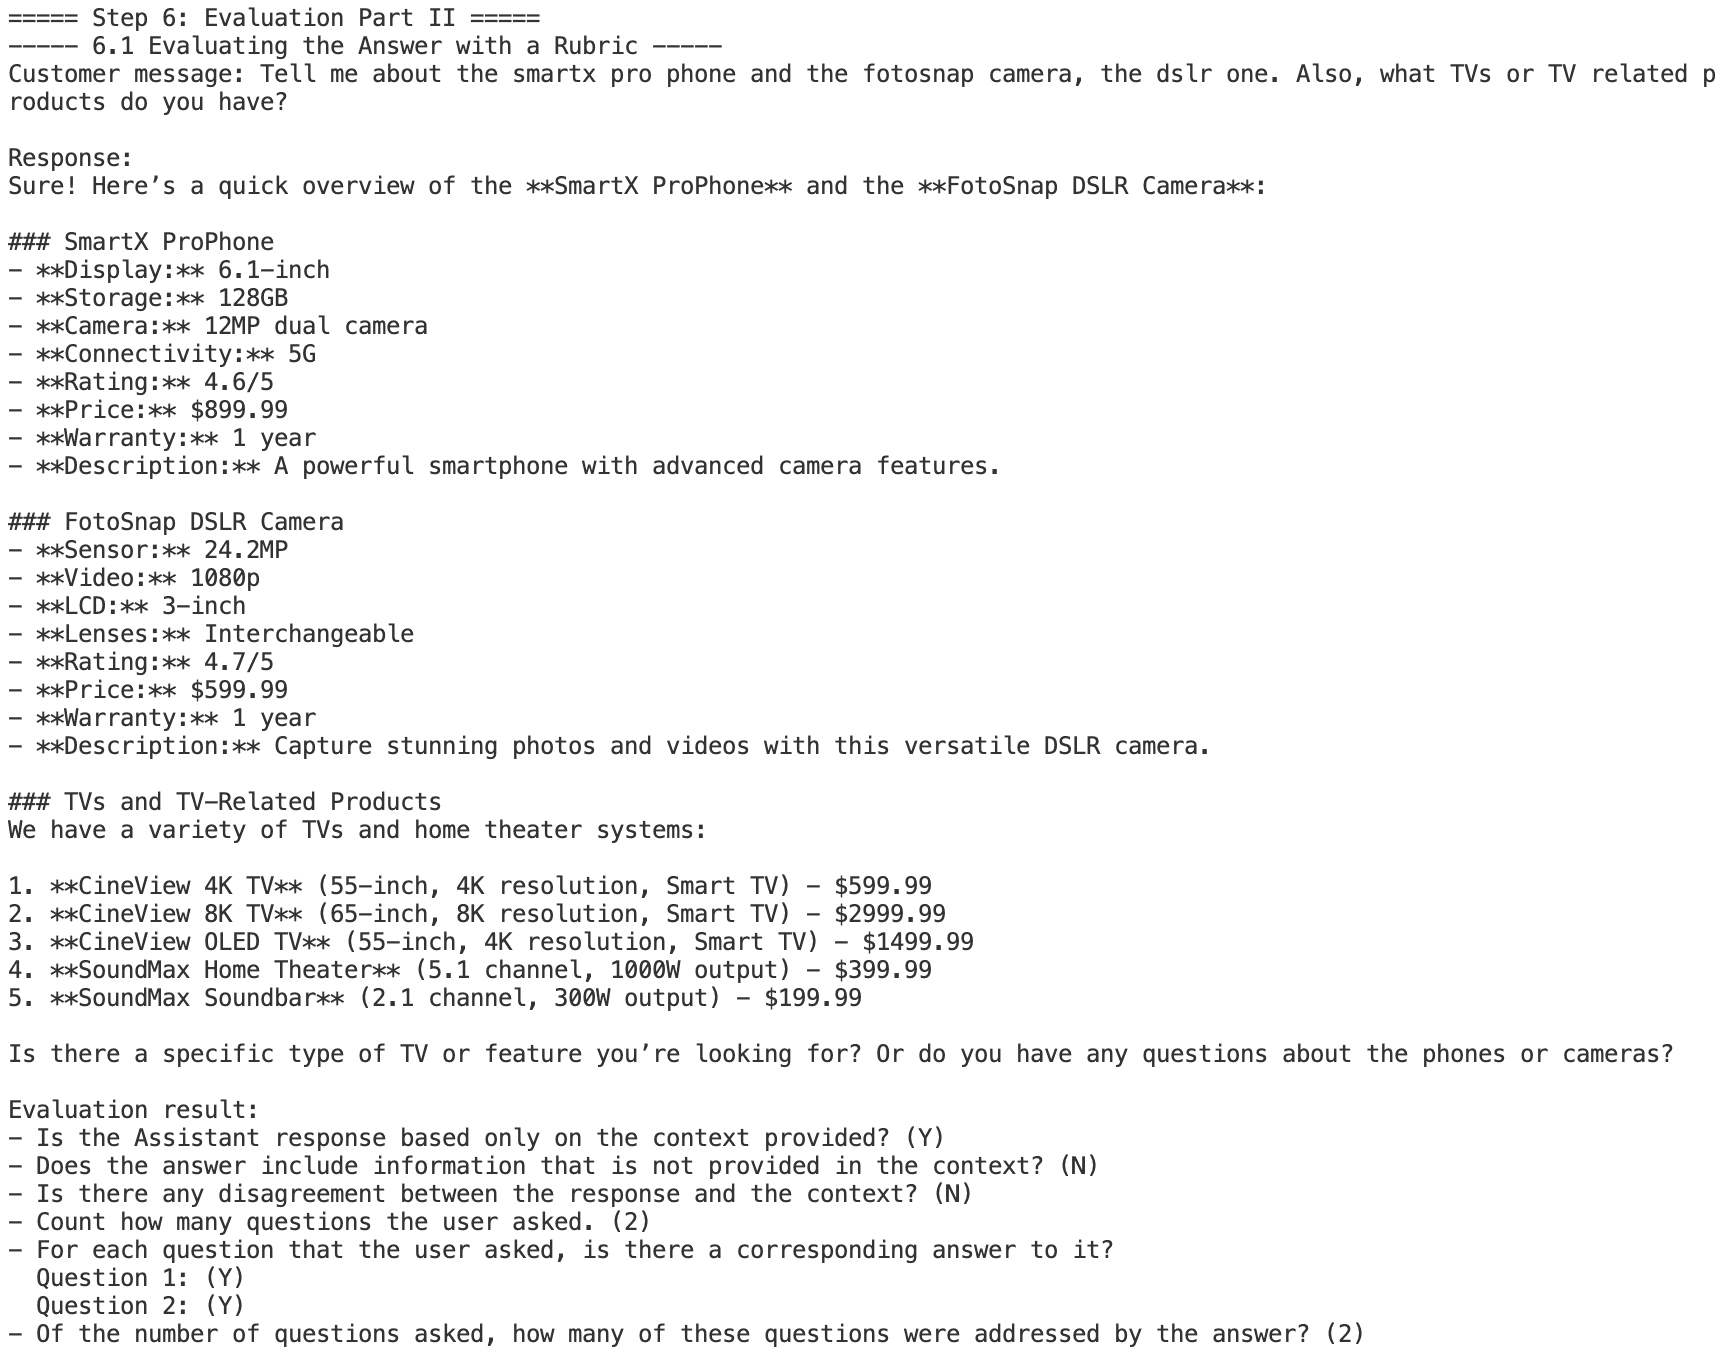 ===== Step 6: Evaluation Part II =====
----- 6.1 Evaluating the Answer with a Rubric -----
Customer message: Tell me about the smartx pro phone and the fotosnap camera, the dslr one. Also, what TVs or TV related p
roducts do you have?

Response:
Sure! Here’s a quick overview of the **SmartX ProPhone** and the **FotoSnap DSLR Camera**:

### SmartX ProPhone
- **Display:** 6.1-inch
- **Storage:** 128GB
- **Camera:** 12MP dual camera
- **Connectivity:** 5G
- **Rating:** 4.6/5
- **Price:** $899.99
- **Warranty:** 1 year
- **Description:** A powerful smartphone with advanced camera features.

### FotoSnap DSLR Camera
- **Sensor:** 24.2MP
- **Video:** 1080p
- **LCD:** 3-inch
- **Lenses:** Interchangeable
- **Rating:** 4.7/5
- **Price:** $599.99
- **Warranty:** 1 year
- **Description:** Capture stunning photos and videos with this versatile DSLR camera.

### TVs and TV-Related Products
We have a variety of TVs and home theater systems:

1. **CineView 4K TV** (55-inch, 4K resolution, Smart TV) - $599.99
2. **CineView 8K TV** (65-inch, 8K resolution, Smart TV) - $2999.99
3. **CineView OLED TV** (55-inch, 4K resolution, Smart TV) - $1499.99
4. **SoundMax Home Theater** (5.1 channel, 1000W output) - $399.99
5. **SoundMax Soundbar** (2.1 channel, 300W output) - $199.99

Is there a specific type of TV or feature you’re looking for? Or do you have any questions about the phones or cameras?

Evaluation result:
- Is the Assistant response based only on the context provided? (Y)
- Does the answer include information that is not provided in the context? (N)
- Is there any disagreement between the response and the context? (N)
- Count how many questions the user asked. (2)
- For each question that the user asked, is there a corresponding answer to it?
  Question 1: (Y)
  Question 2: (Y)
- Of the number of questions asked, how many of these questions were addressed by the answer? (2)